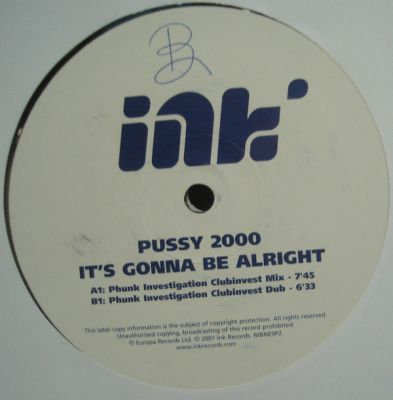 B
ink'
PUSSY 2000
IT'S GONNA BE ALRIGHT
A1: Phunk Investigation Clubinvest Mix - 7'45
B1: Phunk Investigation Clubinvest Dub - 6'33
This label copy information is the subject of copyright protection. All rights reserved.
Unauthorised copying, broadcasting of this record prohibited.
℗ Europa Records Ltd. © 2001 Ink Records. NIBNE9P2.
www.inkrecords.com